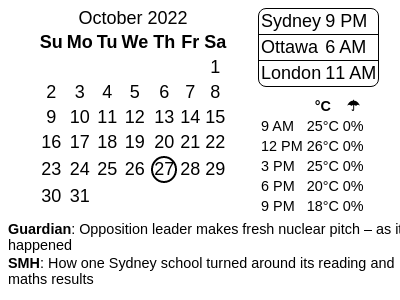 October 2022
Su Mo Tu We Th Fr Sa
1
2 3 4 5 6 7 8
9 10 11 12 13 14 15
16 17 18 19 20 21 22
23 24 25 26 27 28 29
30 31
Sydney 9 PM
Ottawa 6 AM
London 11 AM
°C ☂
9 AM 25°C 0%
12 PM 26°C 0%
3 PM 25°C 0%
6 PM 20°C 0%
9 PM 18°C 0%
Guardian: Opposition leader makes fresh nuclear pitch – as it
happened
SMH: How one Sydney school turned around its reading and
maths results